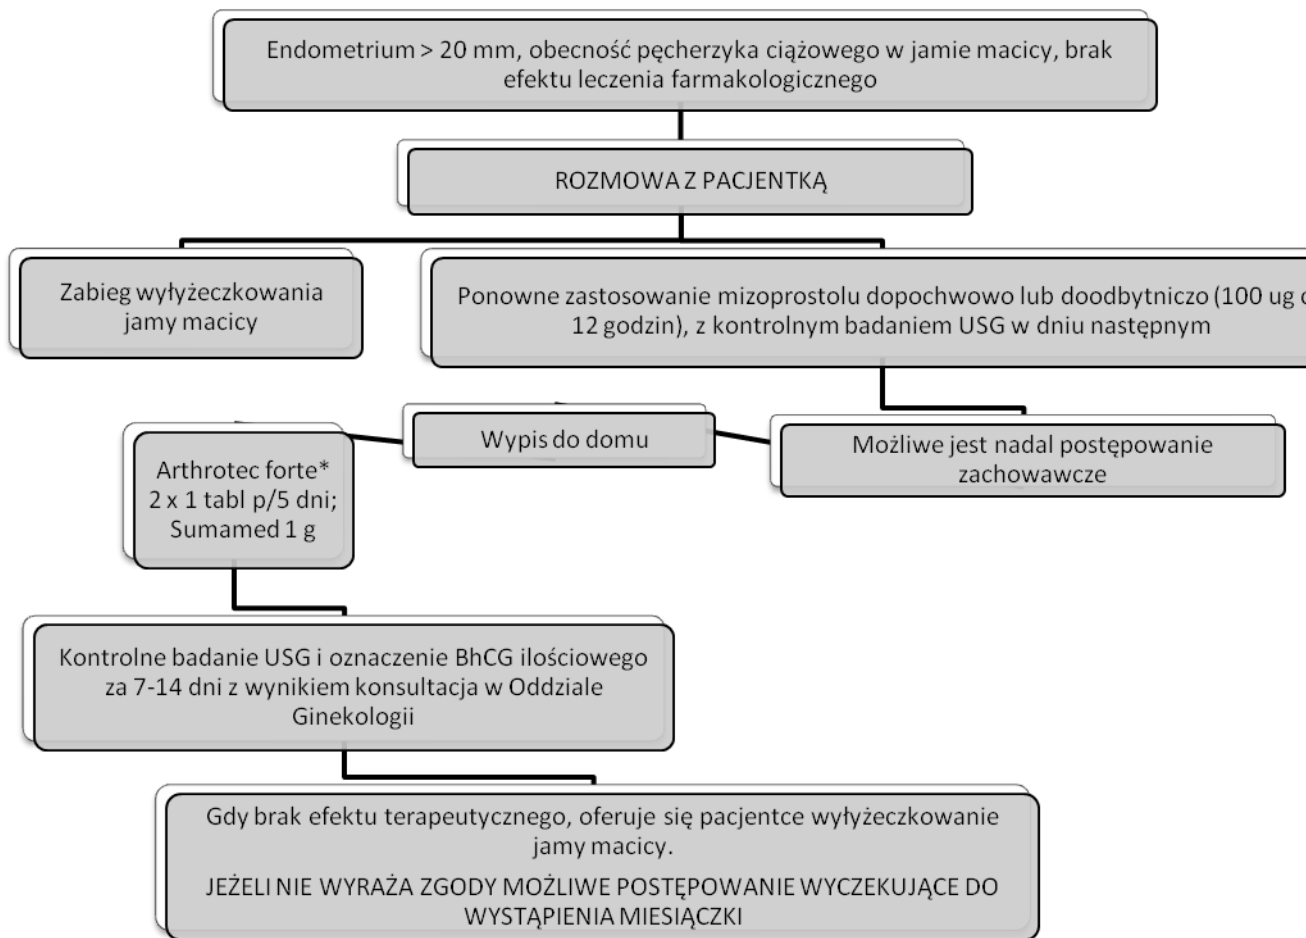 Endometrium > 20 mm, obecność pęcherzyka ciążowego w jamie macicy, brak
efektu leczenia farmakologicznego
ROZMOWA Z PACJENTKĄ
Zabieg wyłyżeczkowania
jamy macicy
Ponowne zastosowanie mizoprostolu dopochwowo lub doodbytniczo (100 ug
12 godzin), z kontrolnym badaniem USG w dniu następnym
Możliwe jest nadal postępowanie
zachowawcze
Wypis do domu
Arthrotec forte*
2 x 1 tabl p/5 dni;
Sumamed 1 g
Kontrolne badanie USG i oznaczenie BhCG ilościowego
za 7-14 dni z wynikiem konsultacja w Oddziale
Ginekologii
Gdy brak efektu terapeutycznego, oferuje się pacjentce wyłyżeczkowanie
jamy macicy.
JEŻELI NIE WYRAŻA ZGODY MOŻLIWE POSTĘPOWANIE WYCZEKUJĄCE DO
WYSTĄPIENIA MIESIĄCZKI